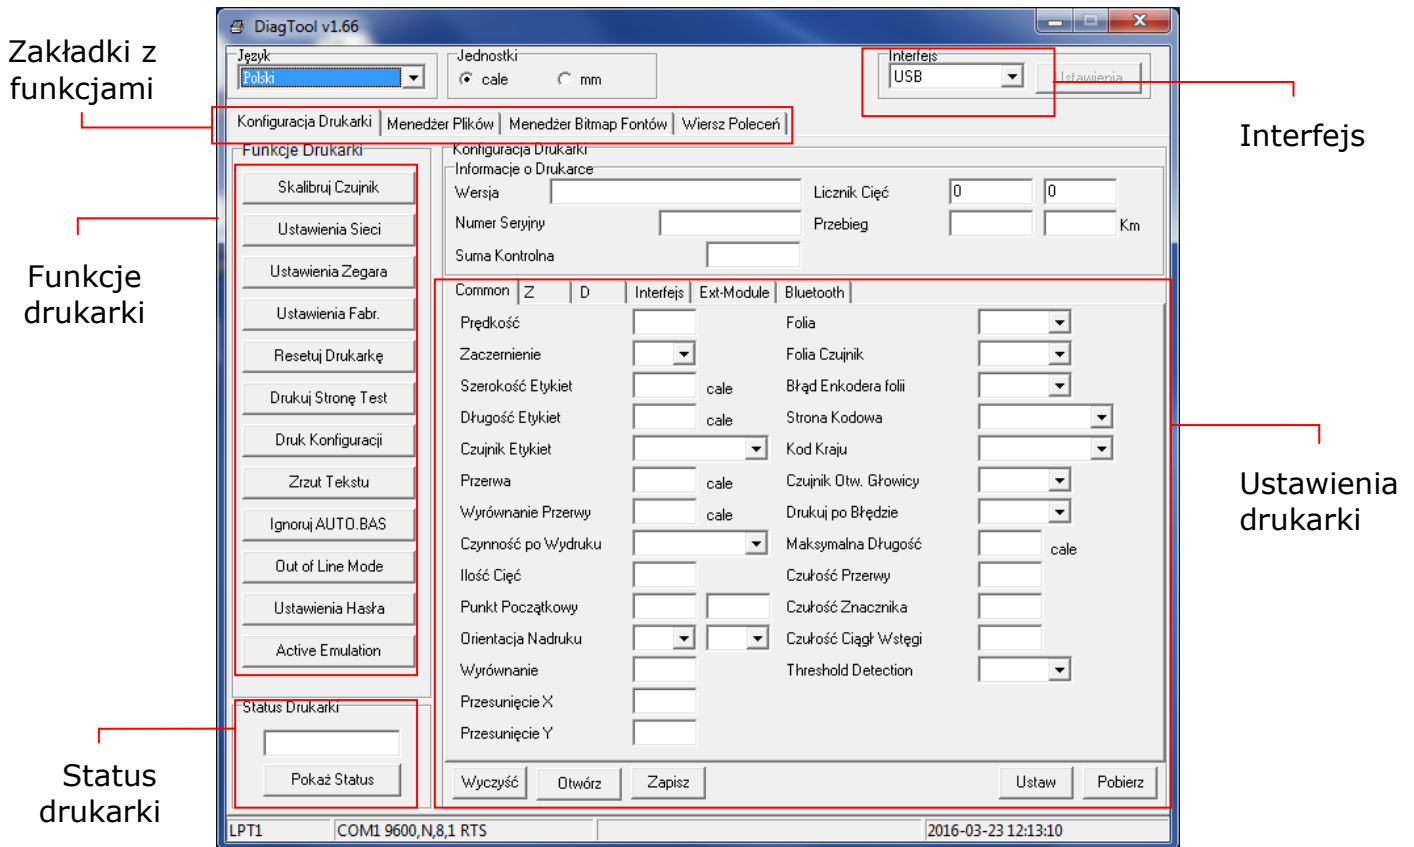 DiagTool v1.66
Zakładki z
funkcjami
Język
Polski
Jednostki
cale
mm
Interfejs
USB
Ustawienia
Interfejs
Konfiguracja Drukarki
Menedżer Plików
Menedżer Bitmap Fontów
Wiersz Poleceń
Funkcje Drukarki
Skalibruj Czujnik
Ustawienia Sieci
Ustawienia Zegara
Ustawienia Fabr.
Resetuj Drukarkę
Drukuj Stronę Test
Druk Konfiguracji
Zrzut Tekstu
Ignoruj AUTO.BAS
Out of Line Mode
Ustawienia Hasła
Active Emulation
Funkcje
drukarki
Konfiguracja Drukarki
Informacje o Drukarce
Wersja
Licznik Cięć
0
0
Numer Seryjny
Przebieg
Km
Suma Kontrolna
Common
Z
D
Interfejs
Ext-Module
Bluetooth
Prędkość
Folia
Zaczernienie
Folia Czujnik
Szerokość Etykiet
cale
Błąd Enkodera folii
Długość Etykiet
cale
Strona Kodowa
Czujnik Etykiet
Kod Kraju
Przerwa
cale
Czujnik Otw. Głowicy
Wyrównanie Przerwy
cale
Drukuj po Błędzie
Czynność po Wydruku
Maksymalna Długość
cale
Ilość Cięć
Czułość Przerwy
Punkt Początkowy
Czułość Znacznika
Orientacja Nadruku
Czułość Ciągł Wstęgi
Wyrównanie
Threshold Detection
Przesunięcie X
Przesunięcie Y
Ustawienia
drukarki
Status Drukarki
Pokaż Status
Status
drukarki
Wyczyść
Otwórz
Zapisz
Ustaw
Pobierz
LPT1
COM1 9600,N,8,1 RTS
2016-03-23 12:13:10